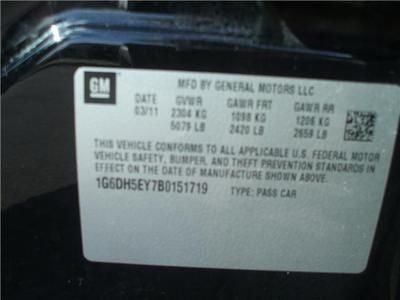 GM
MFD BY GENERAL MOTORS LLC
DATE GVWR GAWR FRT GAWR RR
03/11 2304 KG 1098 KG 1206 KG
5079 LB 2420 LB 2659 LB
THIS VEHICLE CONFORMS TO ALL APPLICABLE U.S. FEDERAL MOTOR
VEHICLE SAFETY, BUMPER, AND THEFT PREVENTION STANDARDS IN
EFFECT ON THE DATE OF MANUFACTURE SHOWN ABOVE.
1G6DH5EY7B0151719 TYPE: PASS CAR